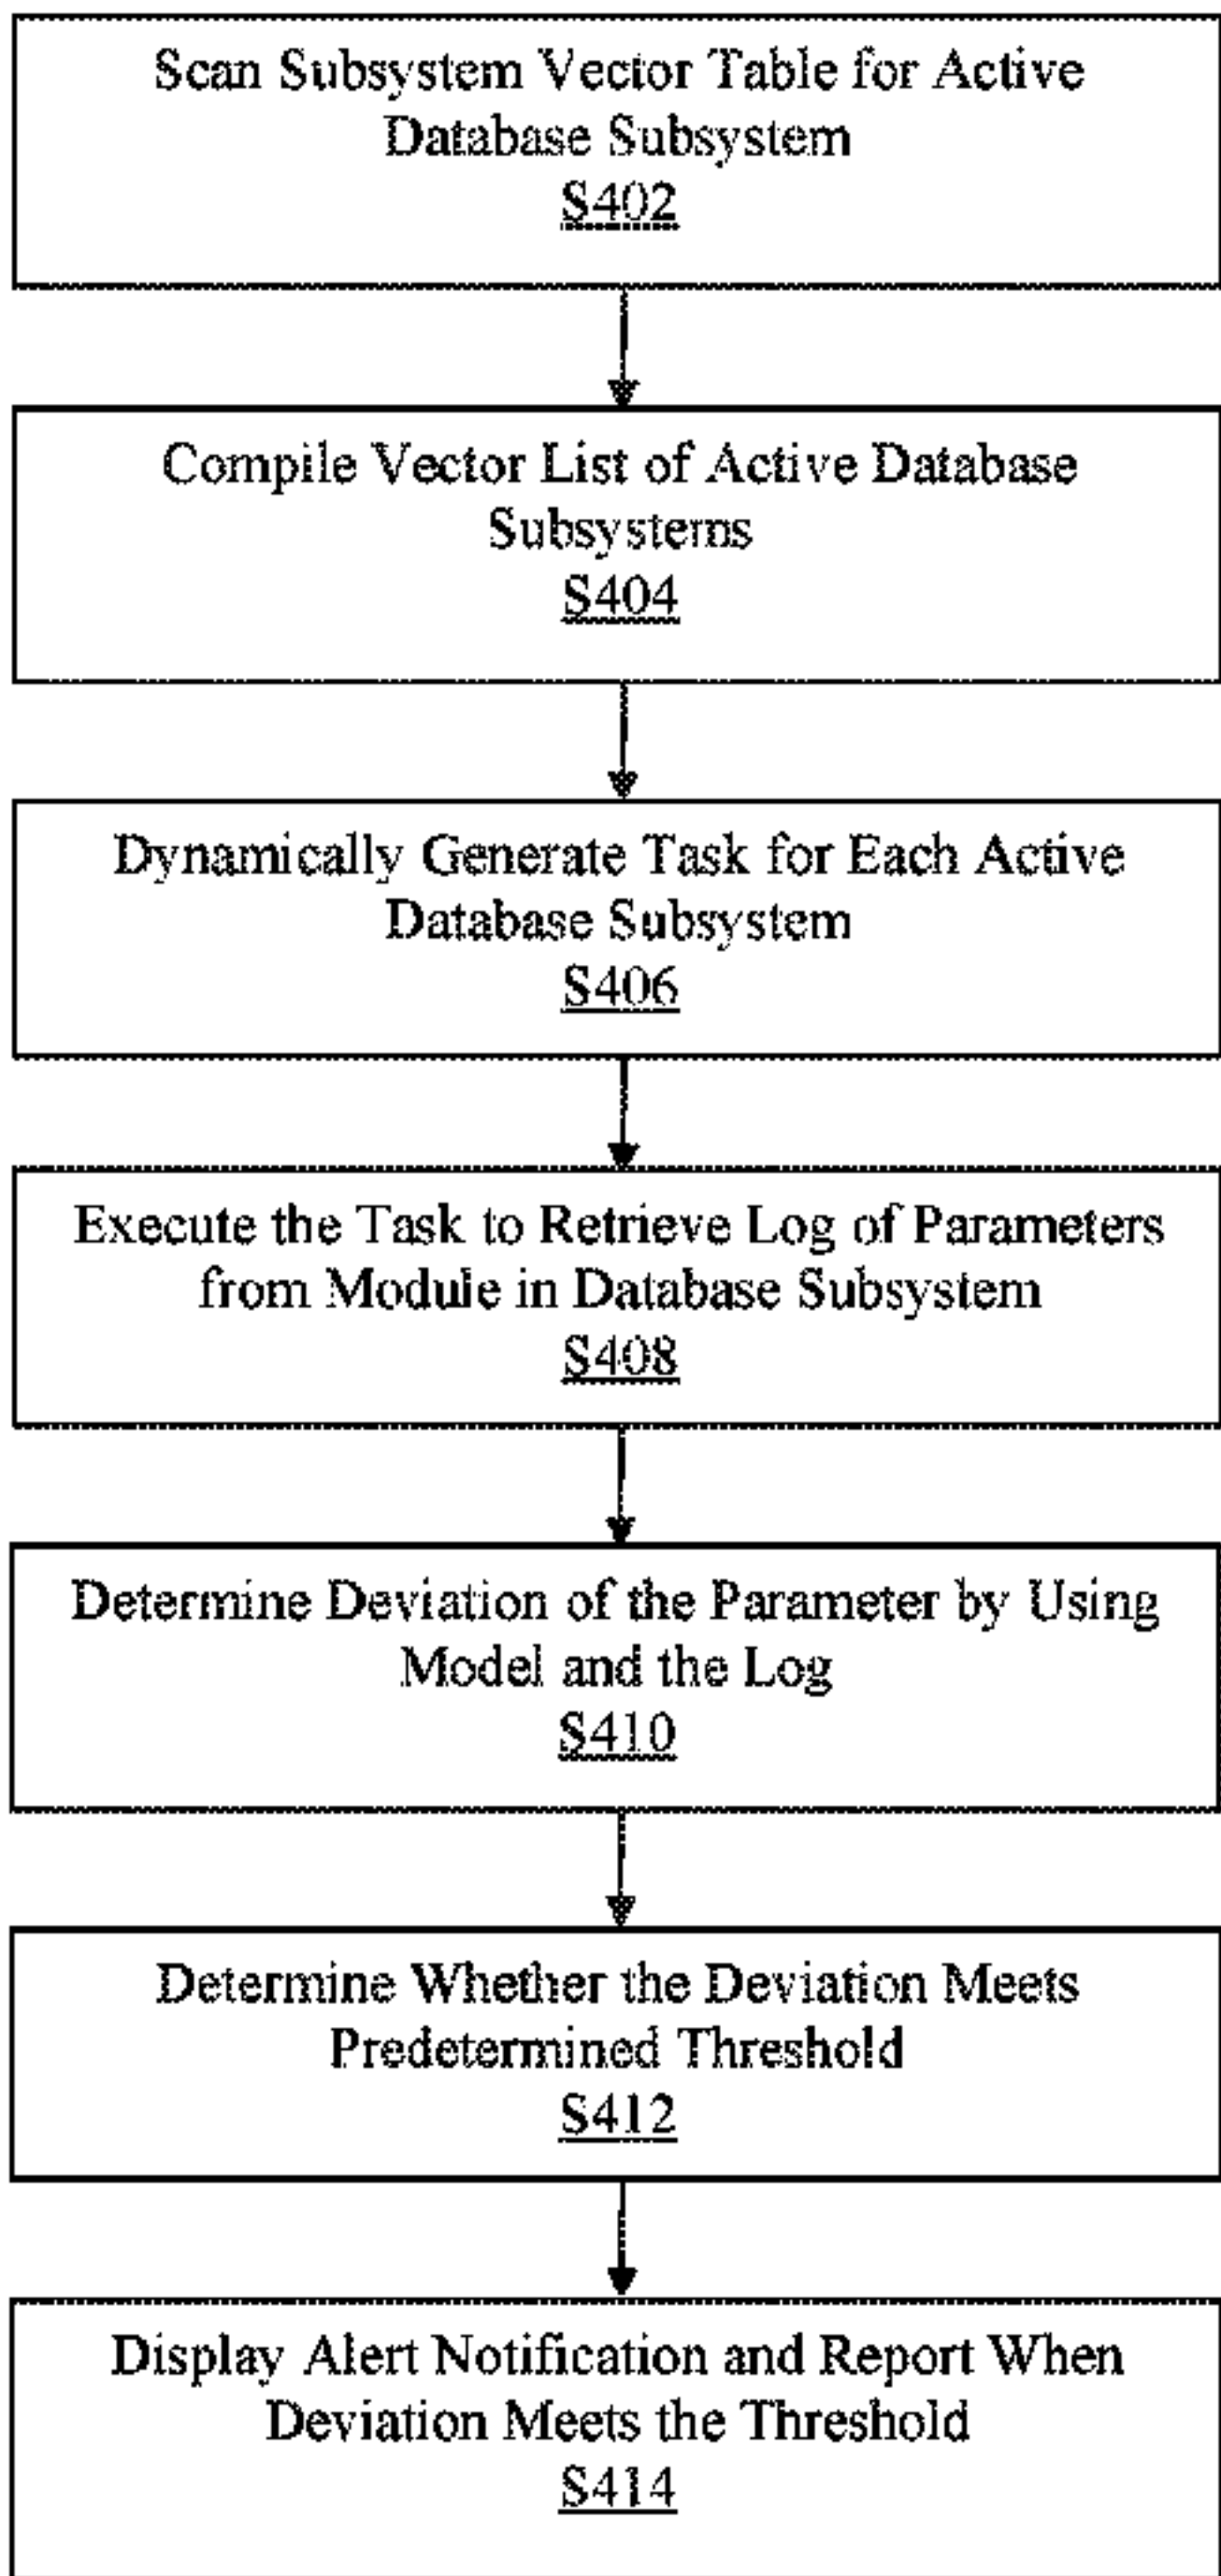 Scan Subsystem Vector Table for Active
Database Subsystem
S402
Compile Vector List of Active Database
Subsystems
S404
Dynamically Generate Task for Each Active
Database Subsystem
S406
Execute the Task to Retrieve Log of Parameters
from Module in Database Subsystem
S408
Determine Deviation of the Parameter by Using
Model and the Log
S410
Determine Whether the Deviation Meets
Predetermined Threshold
S412
Display Alert Notification and Report When
Deviation Meets the Threshold
S414